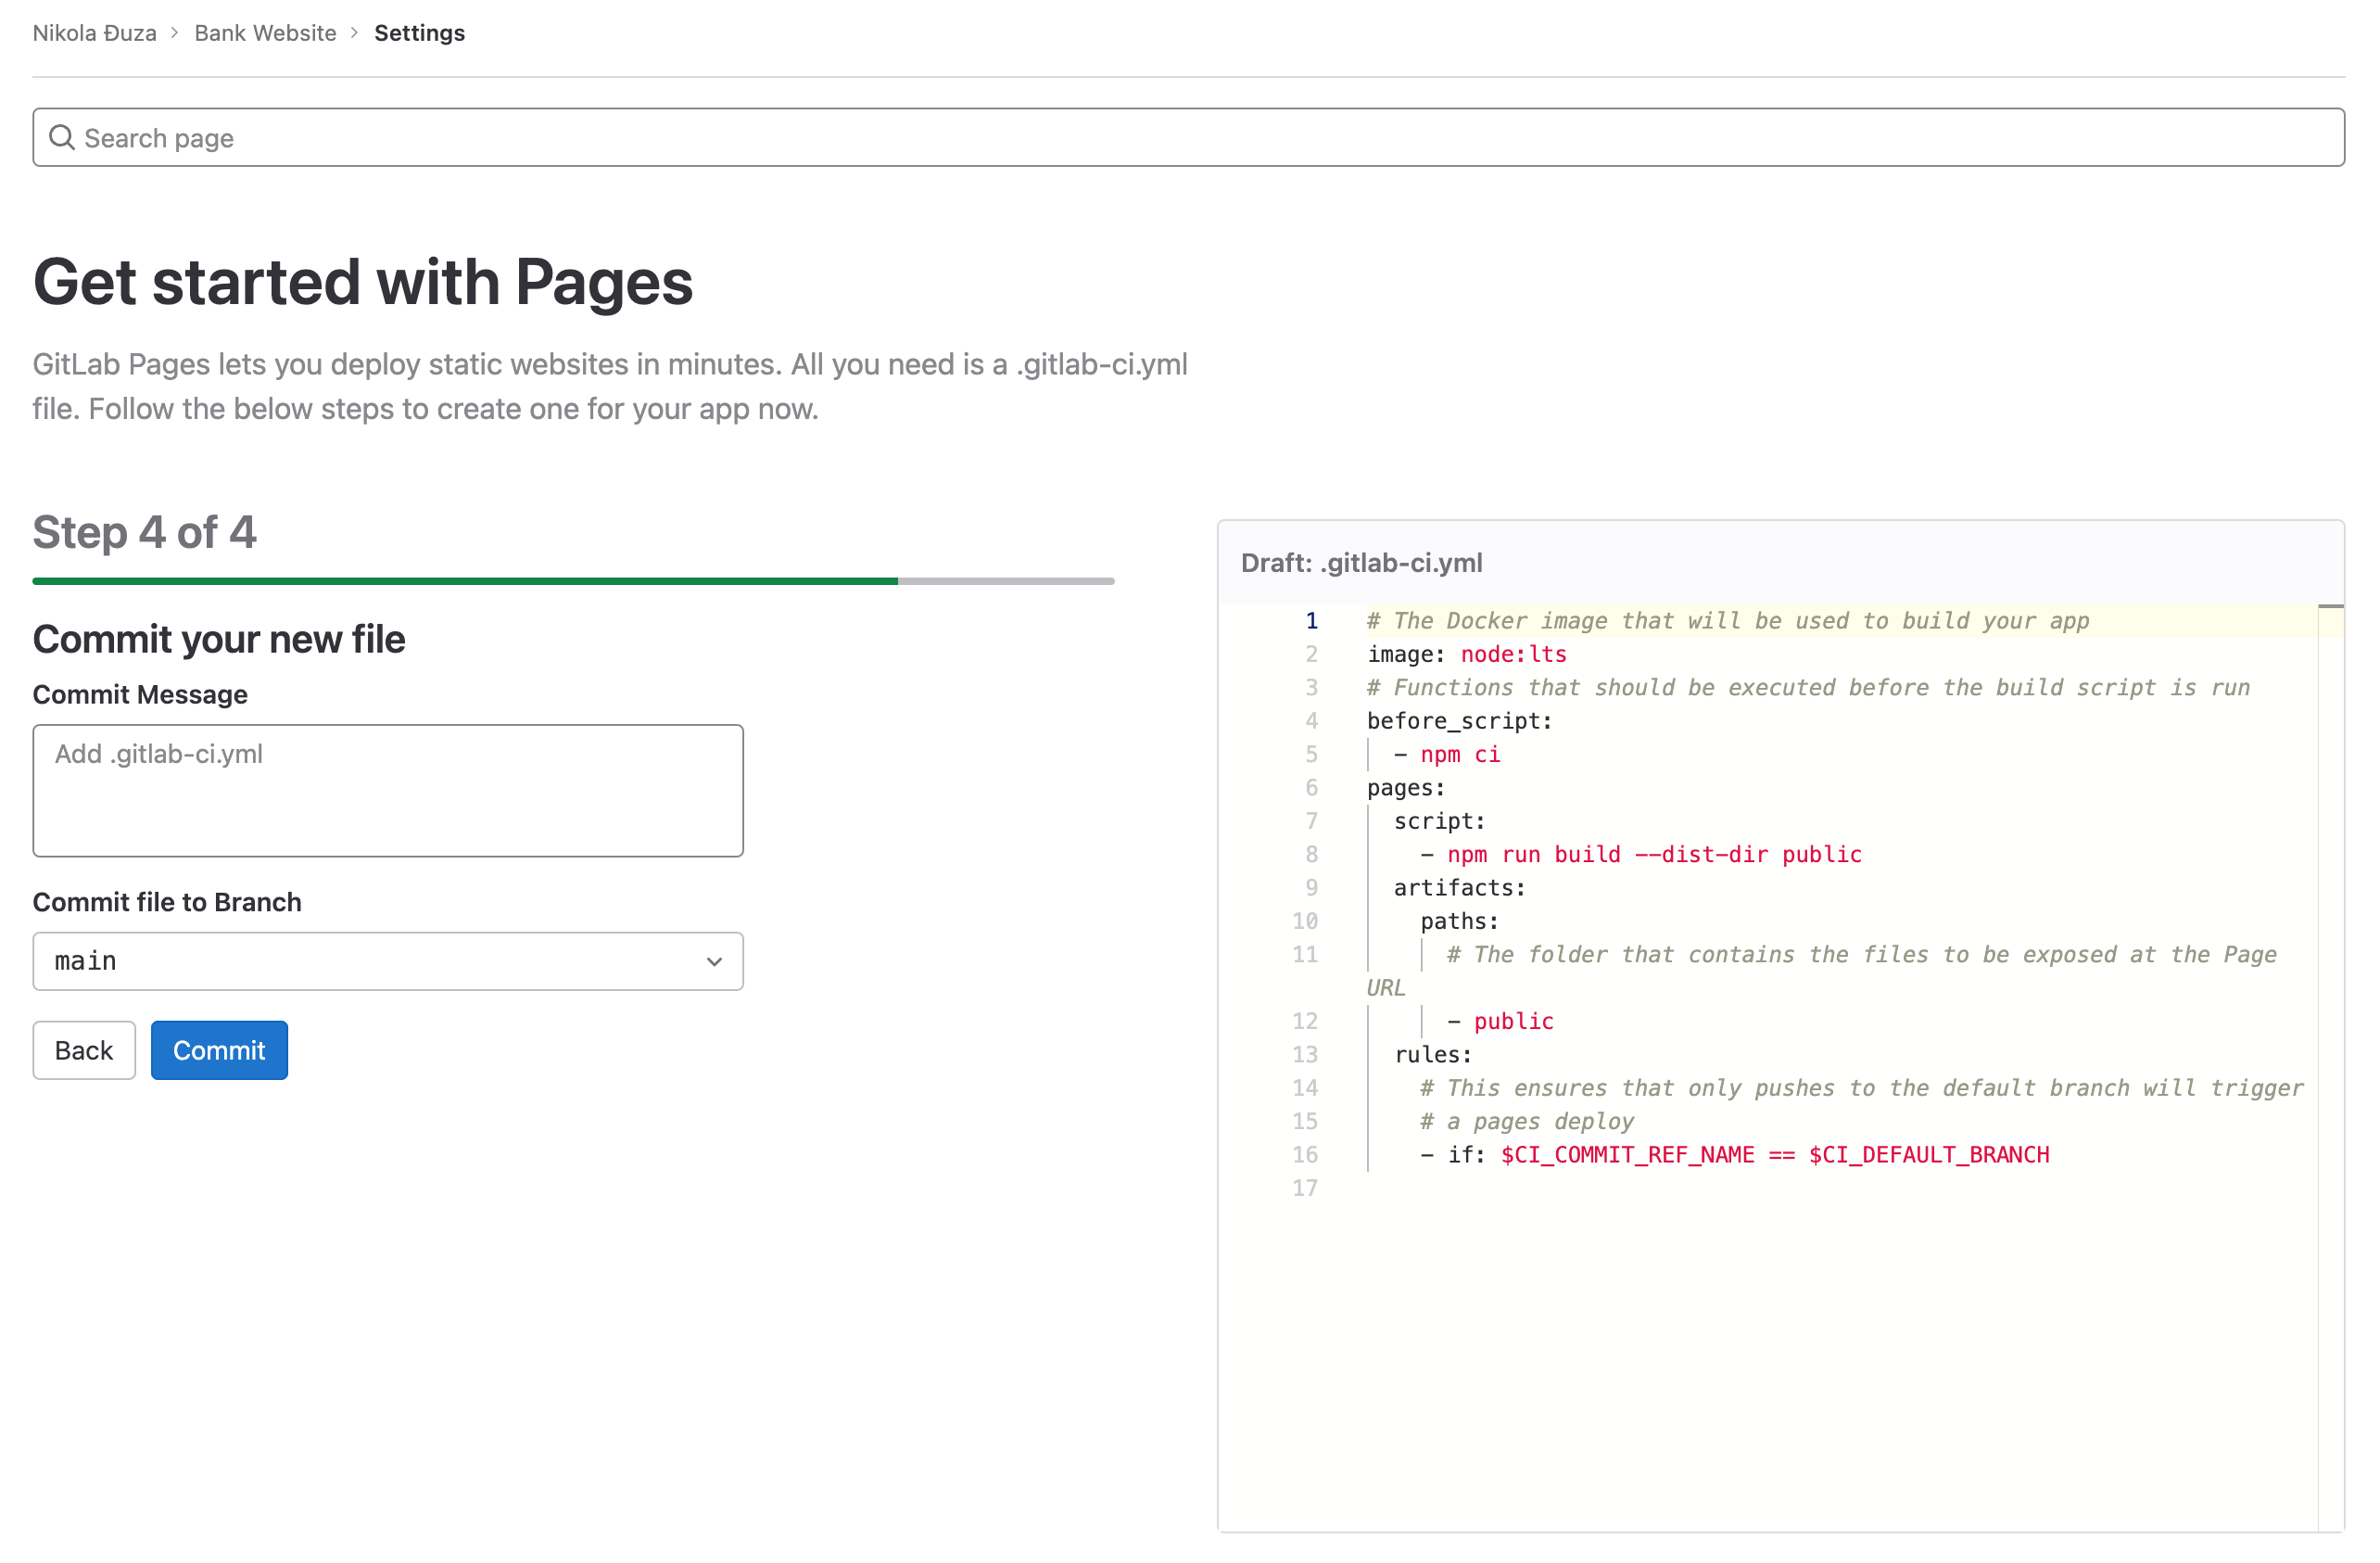 Nikola Đuza > Bank Website > Settings
Search page
Get started with Pages
GitLab Pages lets you deploy static websites in minutes. All you need is a .gitlab-ci.yml
file. Follow the below steps to create one for your app now.
Step 4 of 4
Commit your new file
Commit Message
Add .gitlab-ci.yml
Commit file to Branch
main
Back Commit
Draft: .gitlab-ci.yml
1 # The Docker image that will be used to build your app
2 image: node:lts
3 # Functions that should be executed before the build script is run
4 before_script:
5   - npm ci
6 pages:
7   script:
8     - npm run build --dist-dir public
9   artifacts:
10     paths:
11       # The folder that contains the files to be exposed at the Page
URL
12       - public
13   rules:
14     # This ensures that only pushes to the default branch will trigger
15     # a pages deploy
16     - if: $CI_COMMIT_REF_NAME == $CI_DEFAULT_BRANCH
17